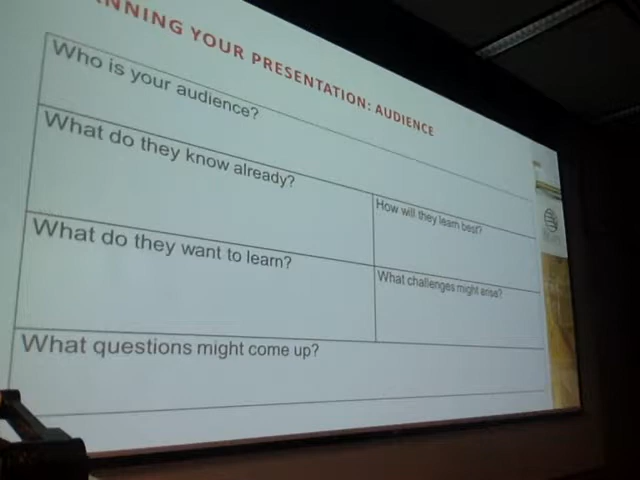 NNING YOUR PRESENTATION: AUDIENCE
Who is your audience?
What do they know already?
How will they learn best?
What do they want to learn?
What challenges might arise?
What questions might come up?